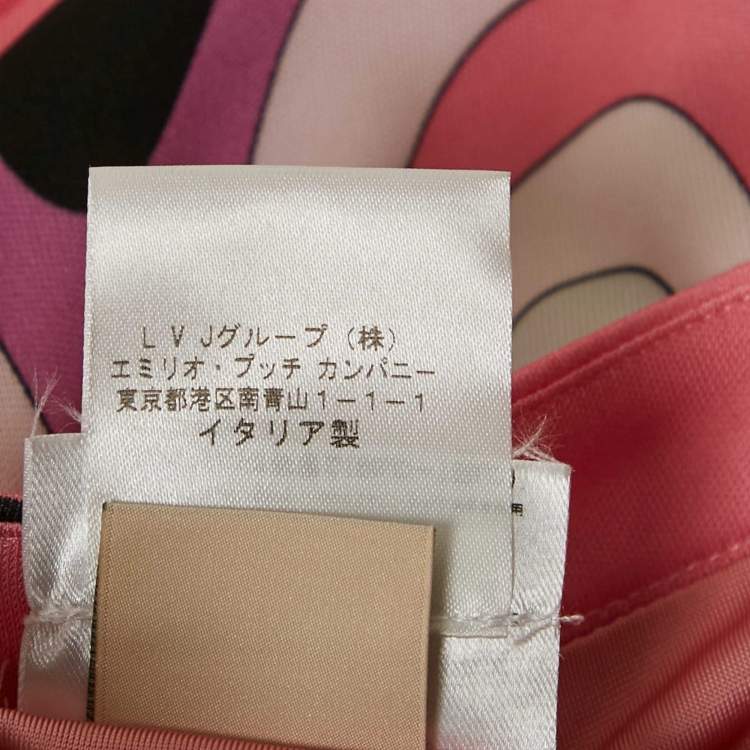 LVJグループ（株）
エミリオ・プッチ カンパニー
東京都港区南青山1-1-1
イタリア製
用